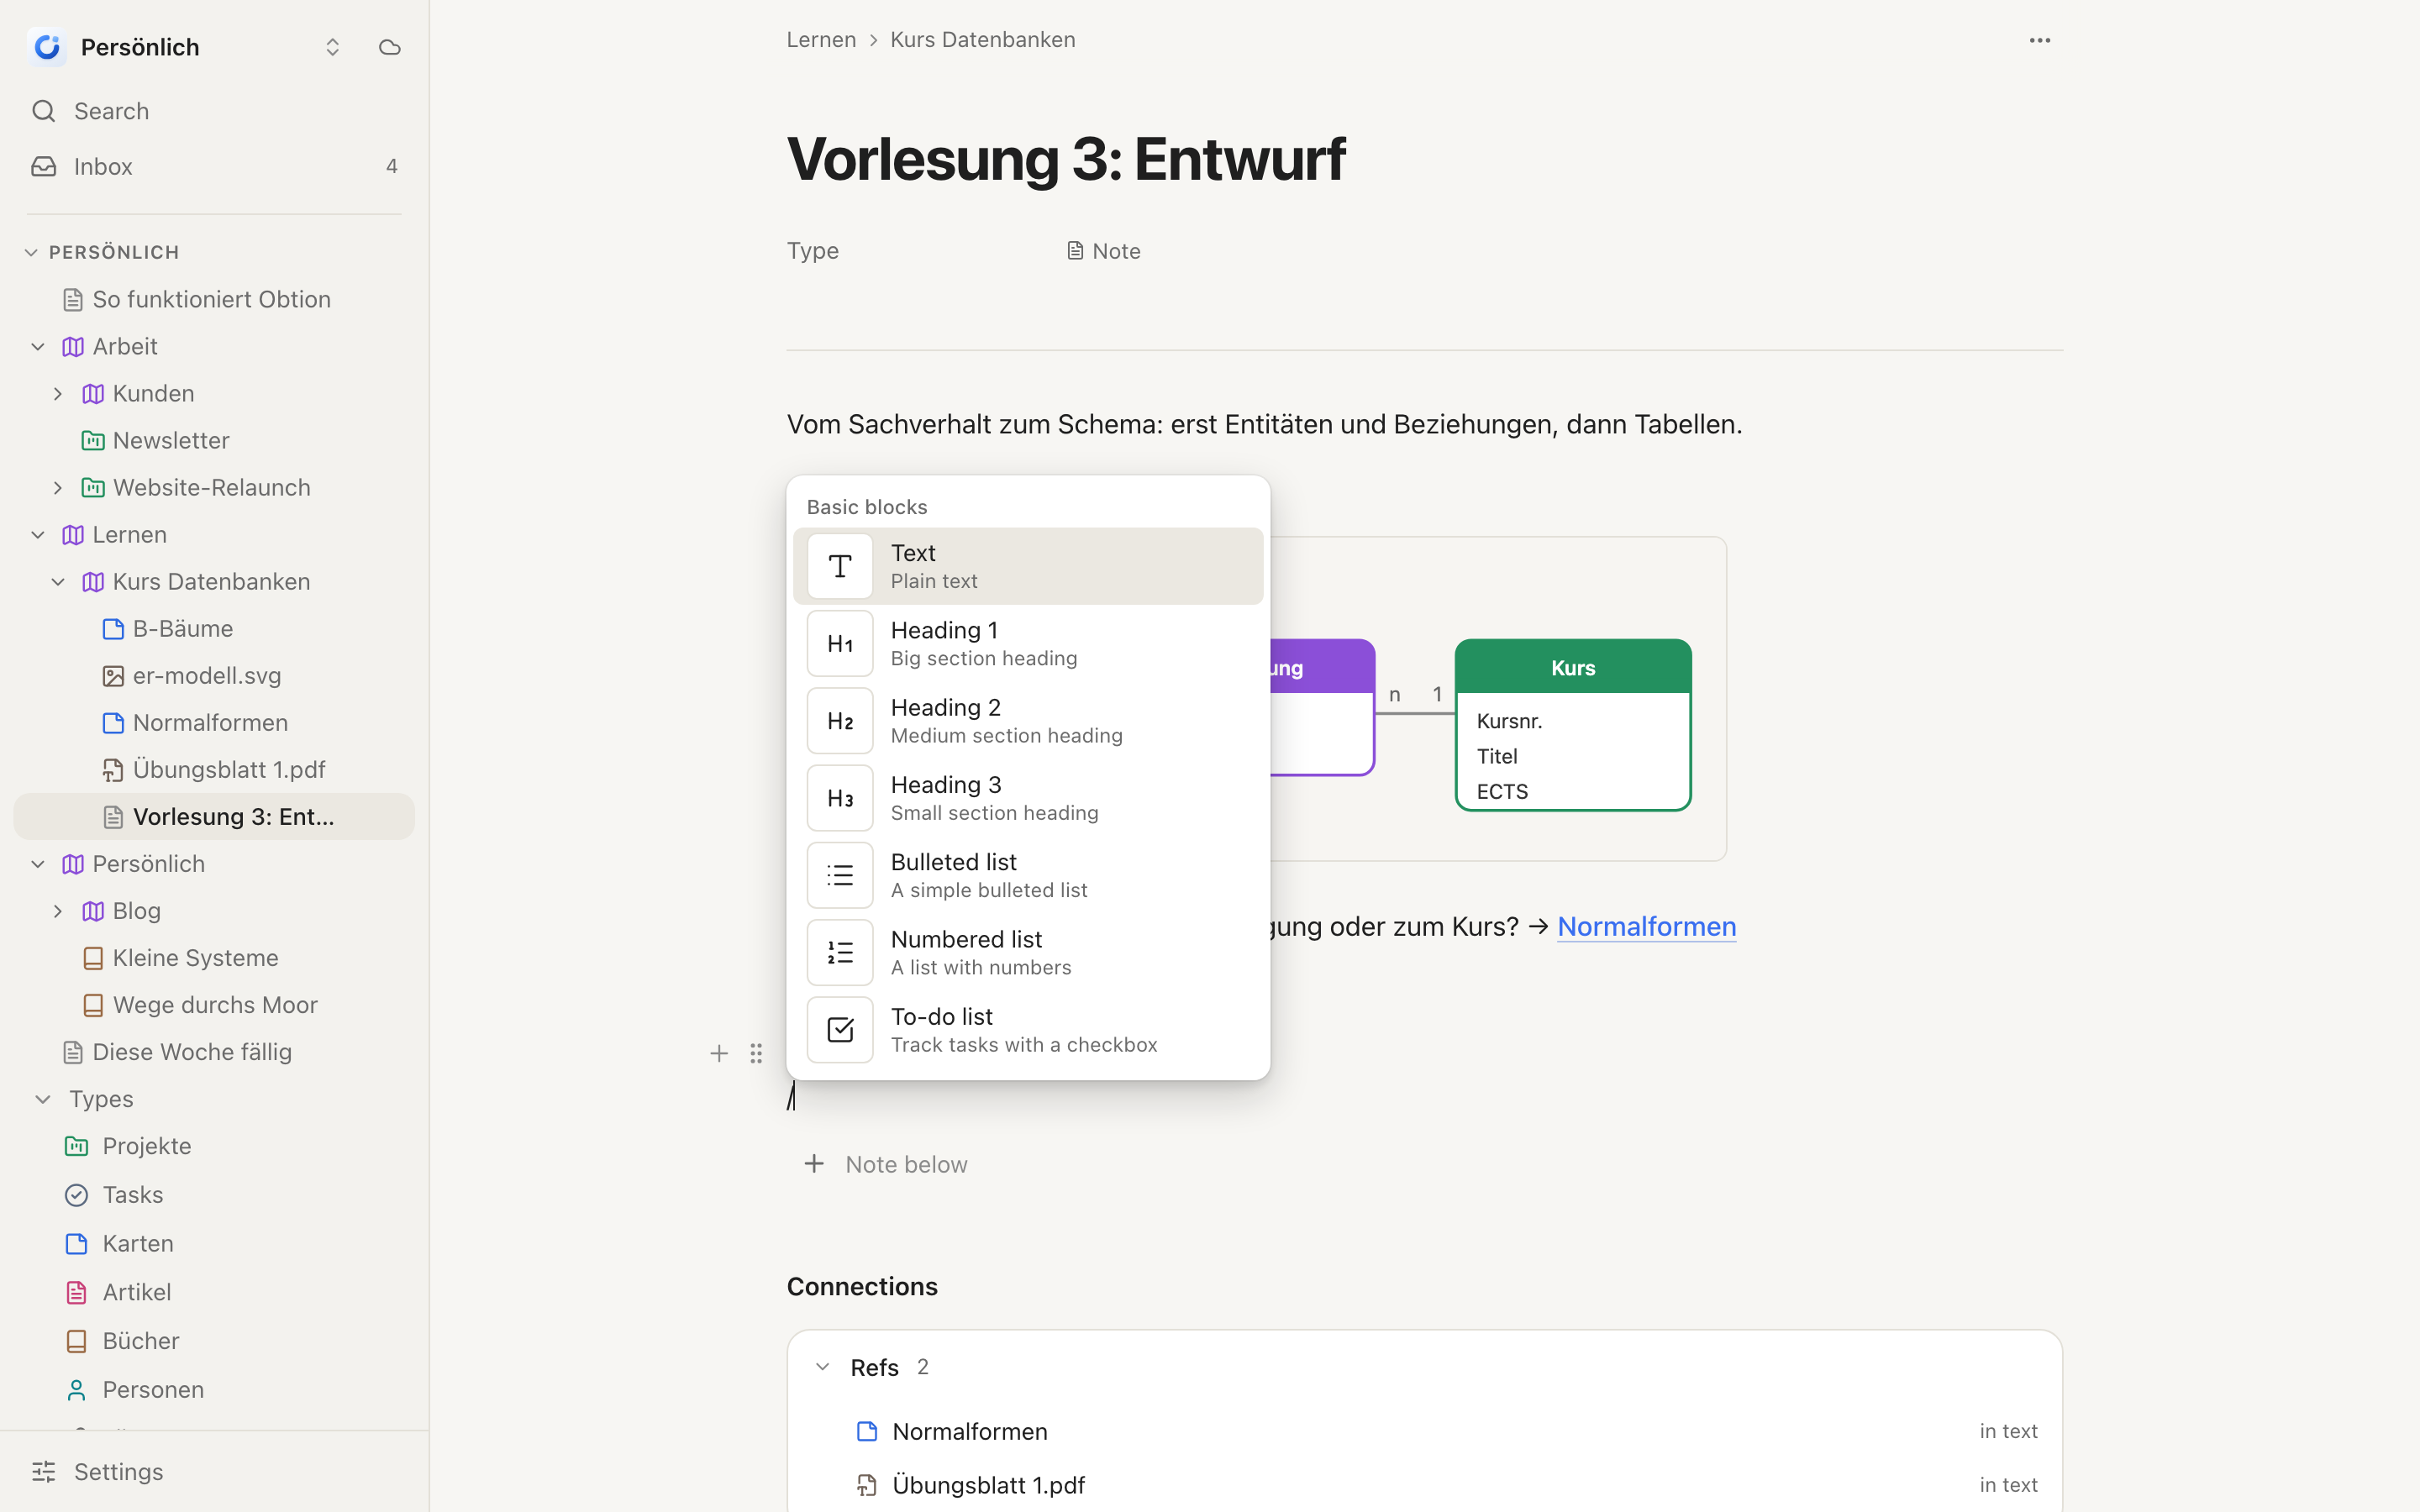 Persönlich
Search
Inbox 4
PERSÖNLICH
So funktioniert Obtion
Arbeit
Kunden
Newsletter
Website-Relaunch
Lernen
Kurs Datenbanken
B-Bäume
er-modell.svg
Normalformen
Übungsblatt 1.pdf
Vorlesung 3: Ent...
Persönlich
Blog
Kleine Systeme
Wege durchs Moor
Diese Woche fällig
Types
Projekte
Tasks
Karten
Artikel
Bücher
Personen
Settings
Lernen > Kurs Datenbanken
Vorlesung 3: Entwurf
Type Note
Vom Sachverhalt zum Schema: erst Entitäten und Beziehungen, dann Tabellen.
Basic blocks
Text
Plain text
H1 Heading 1
Big section heading
H2 Heading 2
Medium section heading
H3 Heading 3
Small section heading
Bulleted list
A simple bulleted list
Numbered list
A list with numbers
To-do list
Track tasks with a checkbox
ung
n 1
Kurs
Kursnr.
Titel
ECTS
gung oder zum Kurs? → Normalformen
/
Note below
Connections
Refs 2
Normalformen in text
Übungsblatt 1.pdf in text